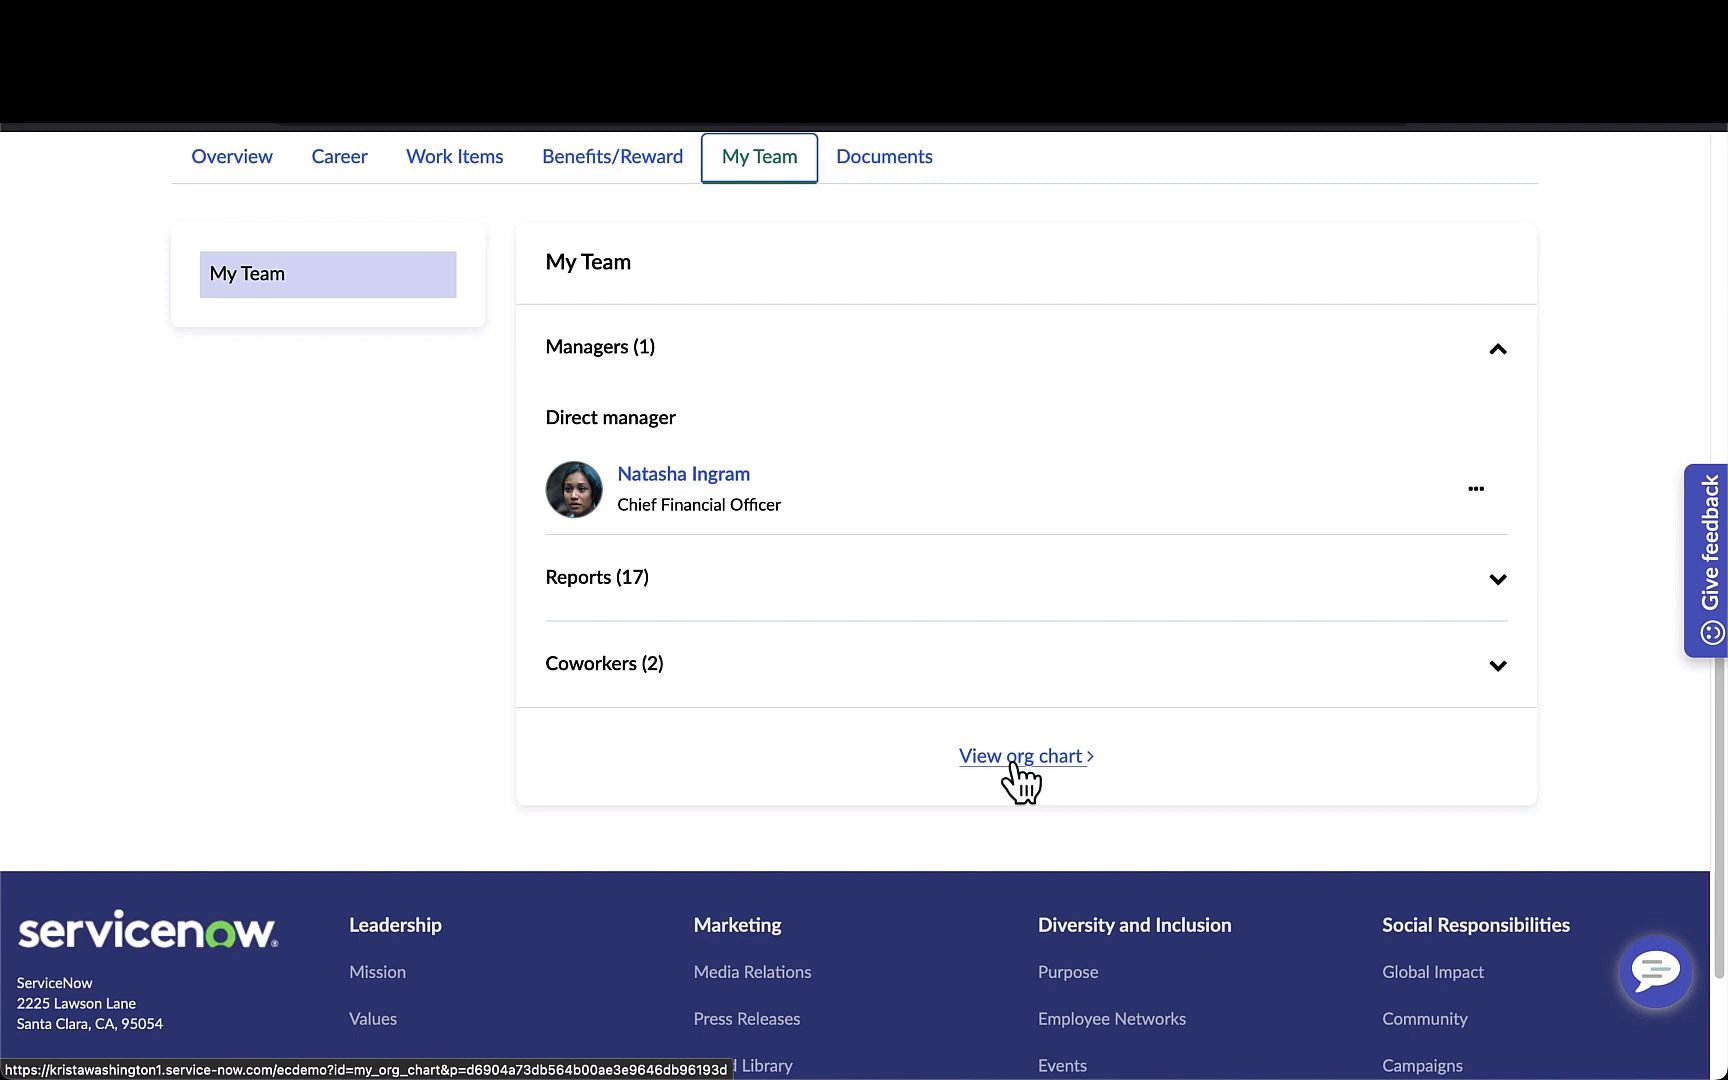 Overview Career Work Items Benefits/Reward My Team Documents
My Team
My Team
Managers (1)
Direct manager
Natasha Ingram
Chief Financial Officer
Reports (17)
Coworkers (2)
View org chart
Give feedback
servicenow
ServiceNow
2225 Lawson Lane
Santa Clara, CA, 95054
Leadership
Mission
Values
Marketing
Media Relations
Press Releases
Library
Diversity and Inclusion
Purpose
Employee Networks
Events
Social Responsibilities
Global Impact
Community
Campaigns
https://kristawashington1.service-now.com/ecdemo?id=my_org_chart&p=d6904a73db564b00ae3e9646db96193d